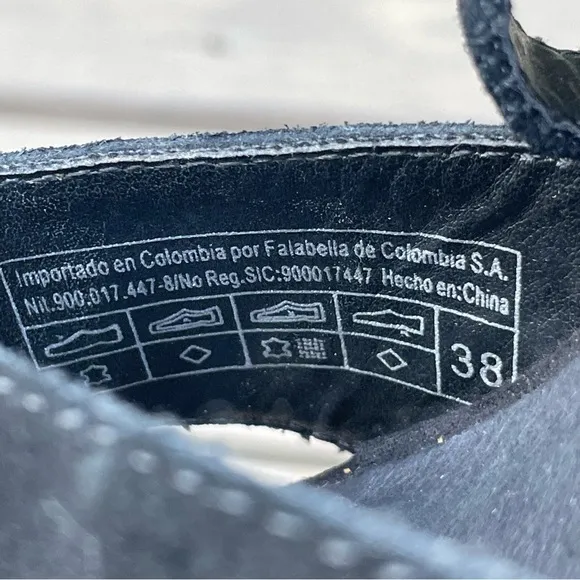 Importado en Colombia por Falabella de Colombia S.A.
Nit.900.017.447-8/No Reg.SIC:900017447 Hecho en:China
38